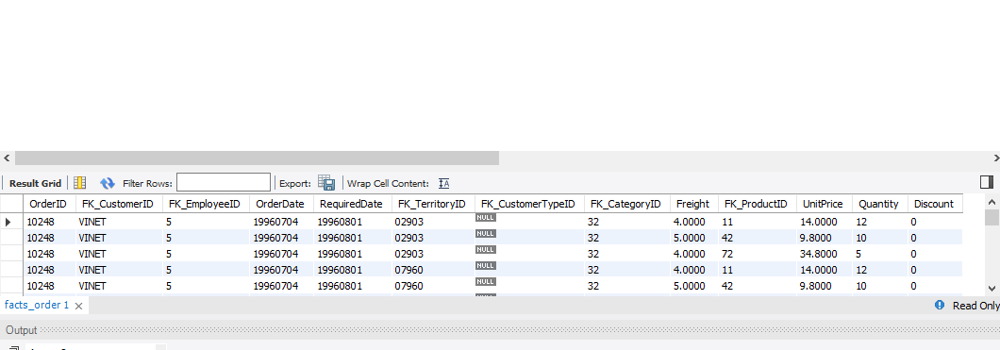 Result Grid Filter Rows: Export: Wrap Cell Content:
OrderID FK_CustomerID FK_EmployeeID OrderDate RequiredDate FK_TerritoryID FK_CustomerTypeID FK_CategoryID Freight FK_ProductID UnitPrice Quantity Discount
10248 VINET 5 19960704 19960801 02903 NULL 32 4.0000 11 14.0000 12 0
10248 VINET 5 19960704 19960801 02903 NULL 32 5.0000 42 9.8000 10 0
10248 VINET 5 19960704 19960801 02903 NULL 32 4.0000 72 34.8000 5 0
10248 VINET 5 19960704 19960801 07960 NULL 32 4.0000 11 14.0000 12 0
10248 VINET 5 19960704 19960801 07960 NULL 32 5.0000 42 9.8000 10 0
facts_order 1 Read Only
Output